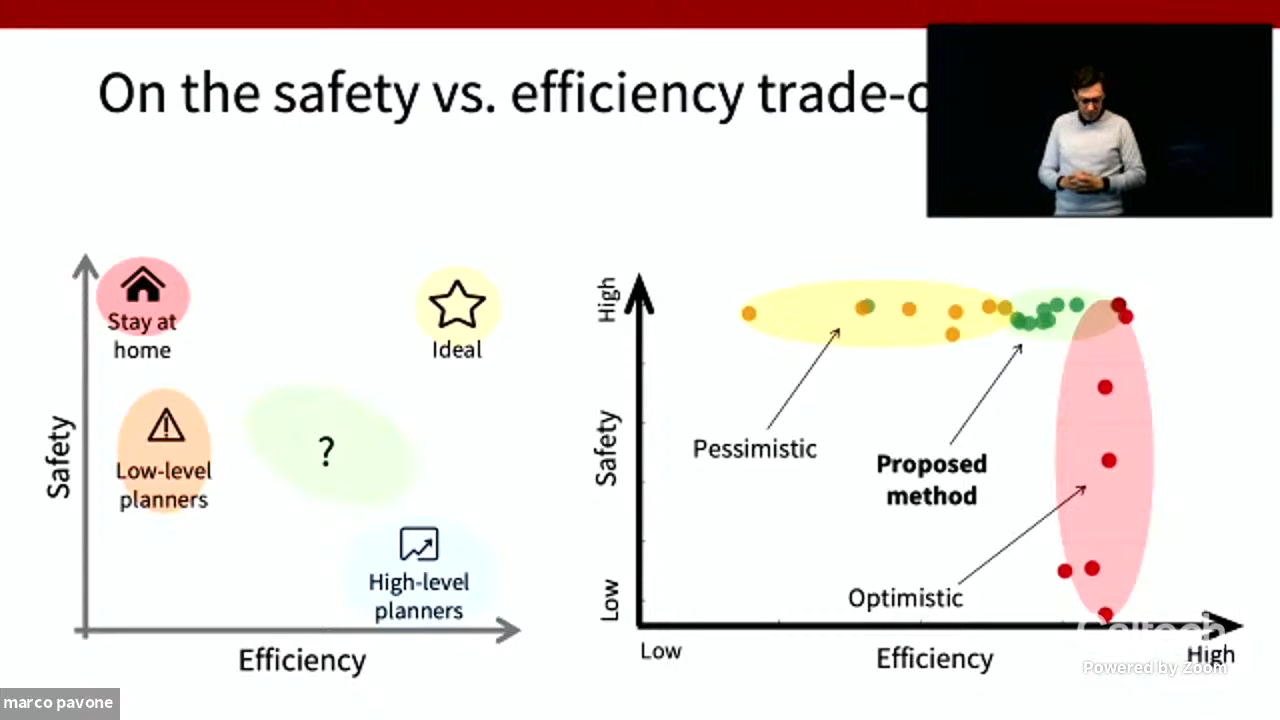 On the safety vs. efficiency trade-o
Stay at
home
Ideal
Low-level
planners
?
High-level
planners
Safety
Efficiency
High
Safety
Low
Pessimistic
Proposed
method
Optimistic
Low
Efficiency
High
Caltech
Powered by Zoom
marco pavone